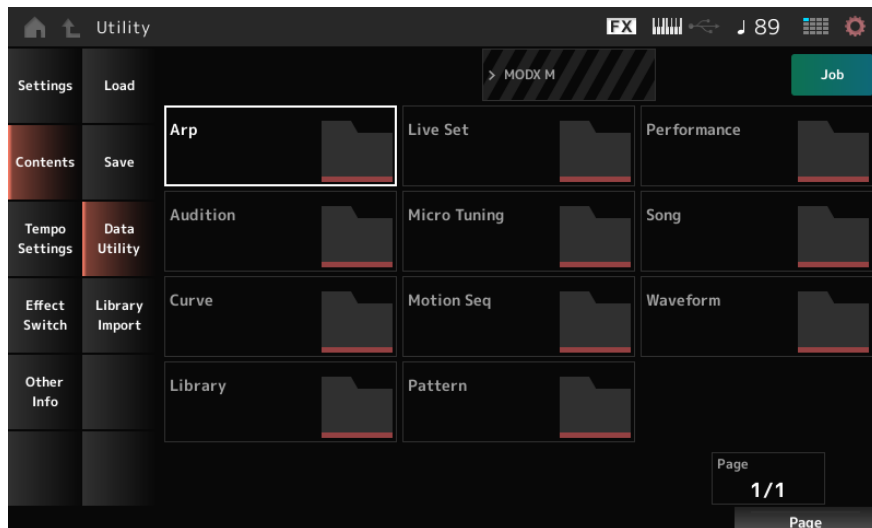 Utility
FX
♩ 89
Settings
Load
> MODX M
Job
Arp
Live Set
Performance
Contents
Save
Audition
Micro Tuning
Song
Tempo
Settings
Data
Utility
Curve
Motion Seq
Waveform
Effect
Switch
Library
Import
Library
Pattern
Other
Info
Page
1/1
Page